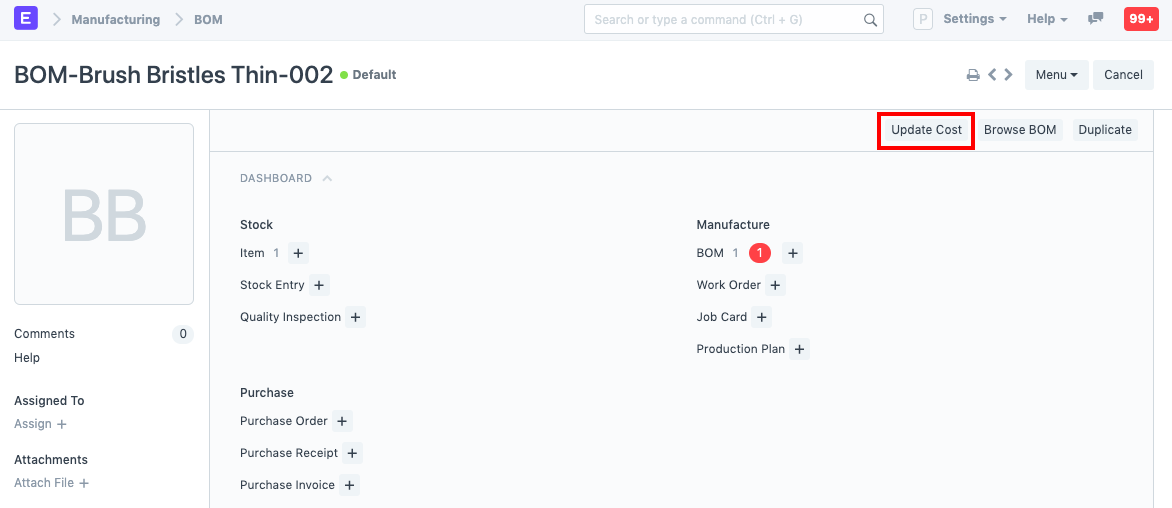 E Manufacturing BOM Search or type a command (Ctrl + G) P Settings Help 99+
BOM-Brush Bristles Thin-002 Default Menu Cancel
Update Cost Browse BOM Duplicate
BB
DASHBOARD
Stock
Item 1 +
Stock Entry +
Quality Inspection +
Manufacture
BOM 1 1 +
Work Order +
Job Card +
Production Plan +
Purchase
Purchase Order +
Purchase Receipt +
Purchase Invoice +
Comments 0
Help
Assigned To
Assign +
Attachments
Attach File +